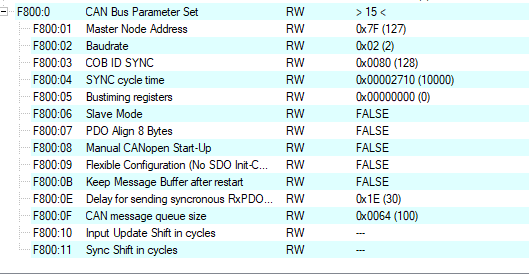 F800:0 CAN Bus Parameter Set RW > 15 <
F800:01 Master Node Address RW 0x7F (127)
F800:02 Baudrate RW 0x02 (2)
F800:03 COB ID SYNC RW 0x0080 (128)
F800:04 SYNC cycle time RW 0x00002710 (10000)
F800:05 Bustiming registers RW 0x00000000 (0)
F800:06 Slave Mode RW FALSE
F800:07 PDO Align 8 Bytes RW FALSE
F800:08 Manual CANopen Start-Up RW FALSE
F800:09 Flexible Configuration (No SDO Init-C... RW FALSE
F800:0B Keep Message Buffer after restart RW FALSE
F800:0E Delay for sending syncronous RxPDO... RW 0x1E (30)
F800:0F CAN message queue size RW 0x0064 (100)
F800:10 Input Update Shift in cycles RW ---
F800:11 Sync Shift in cycles RW ---